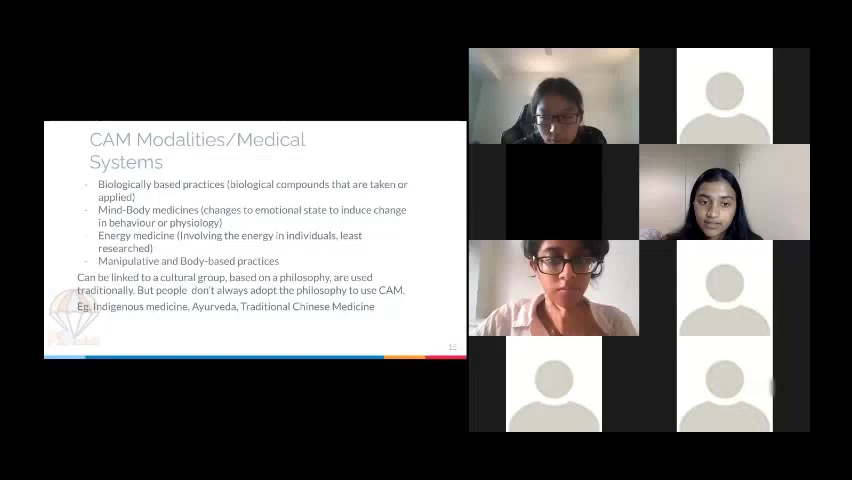 CAM Modalities/Medical
Systems
- Biologically based practices (biological compounds that are taken or
applied)
- Mind-Body medicines (changes to emotional state to induce change
in behaviour or physiology)
- Energy medicine (Involving the energy in individuals, least
researched)
- Manipulative and Body-based practices
Can be linked to a cultural group, based on a philosophy, are used
traditionally. But people don't always adopt the philosophy to use CAM.
Eg. Indigenous medicine, Ayurveda, Traditional Chinese Medicine
15